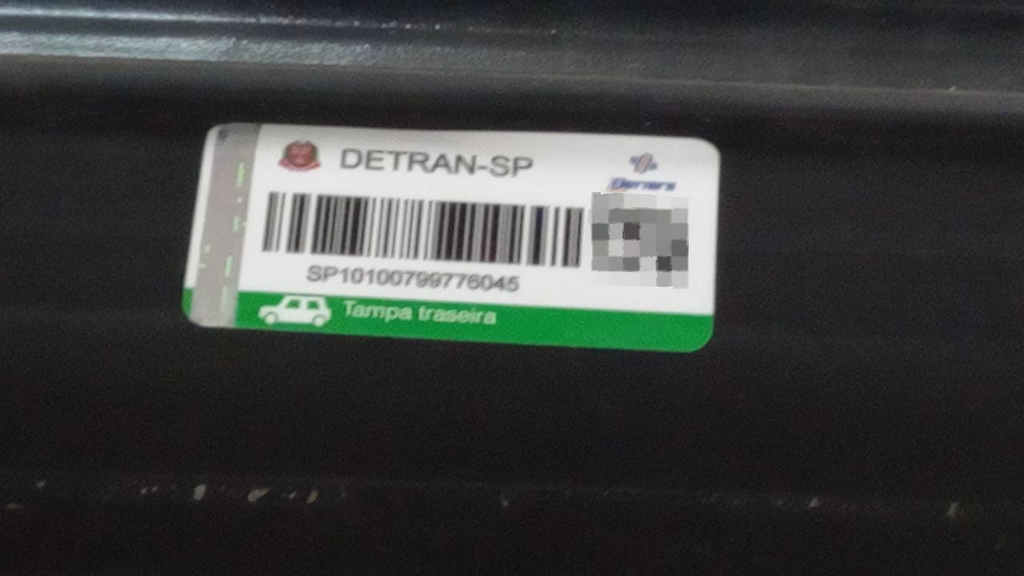 DETRAN-SP
SP10100799776045
Tampa traseira